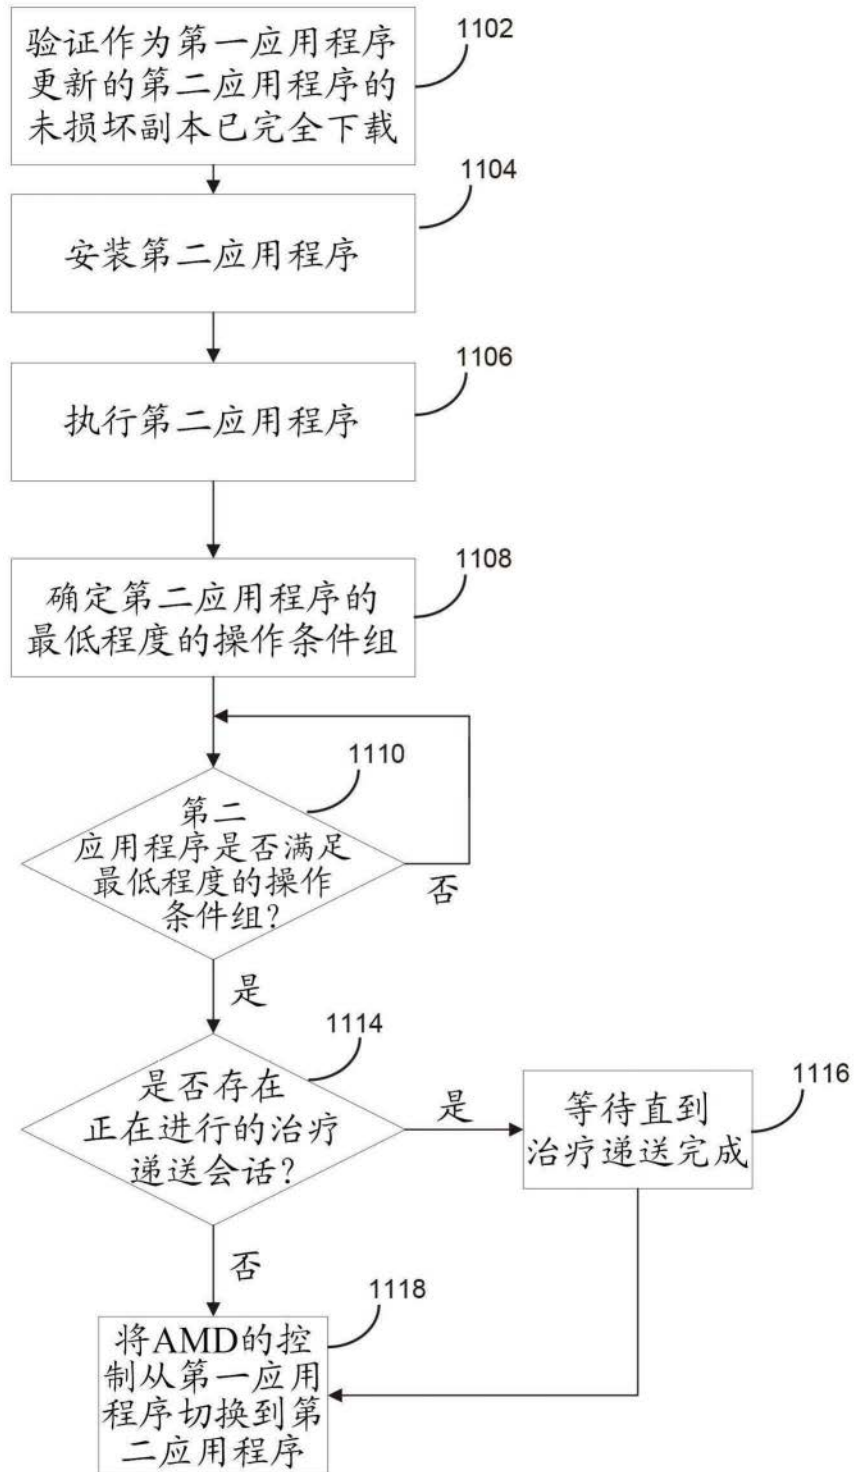 验证作为第一应用程序
更新的第二应用程序的
未损坏副本已完全下载
1102
安装第二应用程序
1104
执行第二应用程序
1106
确定第二应用程序的
最低程度的操作条件组
1108
第二
应用程序是否满足
最低程度的操作
条件组?
1110
否
是
是否存在
正在进行的治疗
递送会话?
1114
是
等待直到
治疗递送完成
1116
否
将AMD的控
制从第一应用
程序切换到第
二应用程序
1118